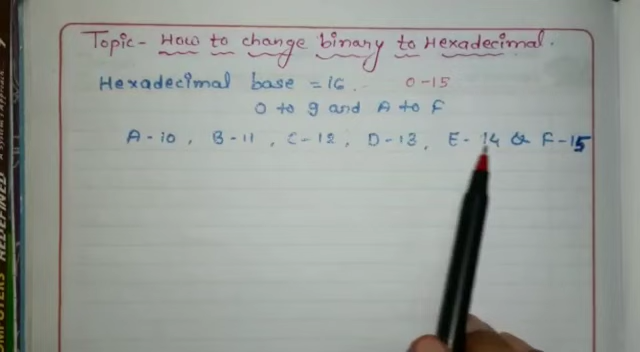 Topic- How to change binary to Hexadecimal.
Hexadecimal base = 16. 0-15
0 to 9 and A to F
A-10, B-11, C-12, D-13, E-14 & F-15
REDEFINED